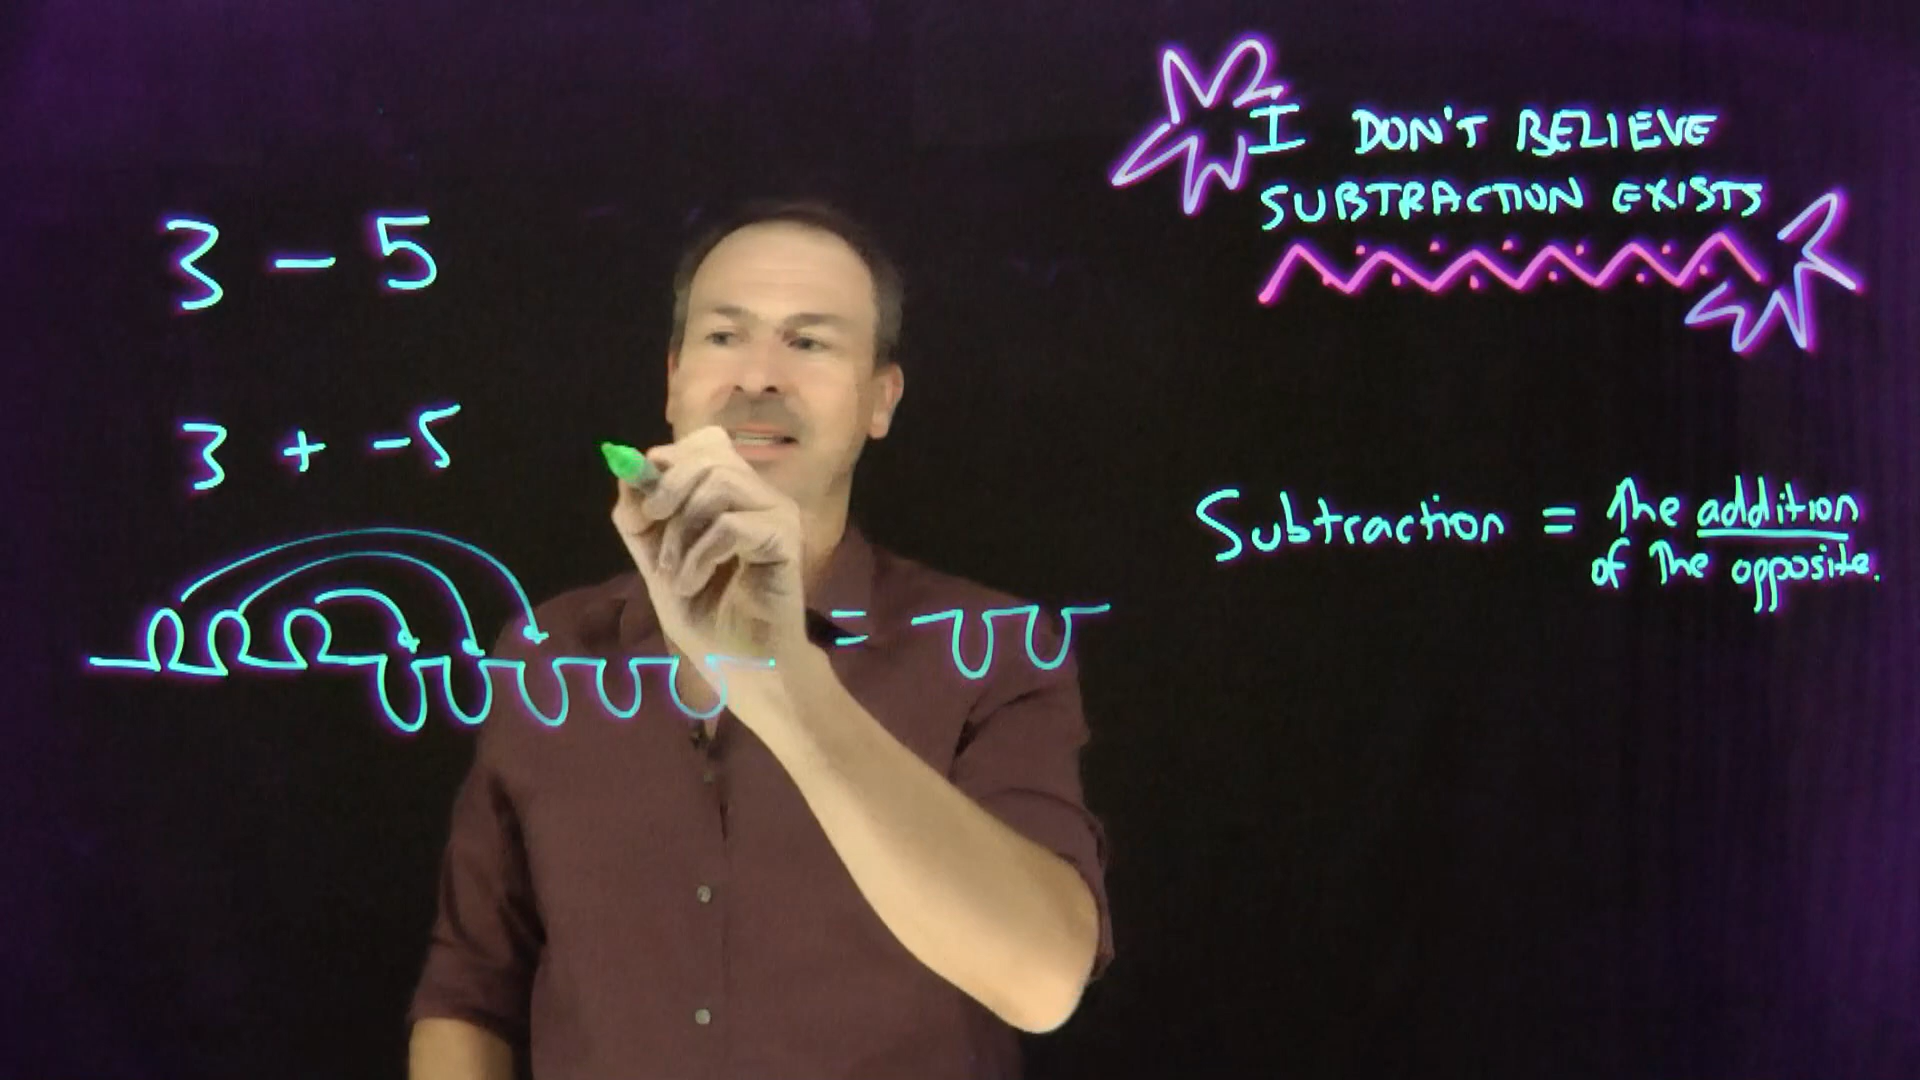 I DON'T BELIEVE
SUBTRACTION EXISTS
3 - 5
3 + -5
Subtraction = The addition
of The opposite.
=